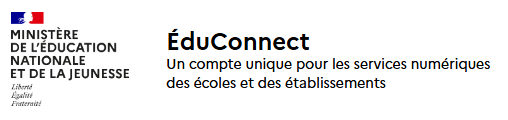 MINISTÈRE
DE L'ÉDUCATION
NATIONALE
ET DE LA JEUNESSE
Liberté
Égalité
Fraternité
ÉduConnect
Un compte unique pour les services numériques
des écoles et des établissements